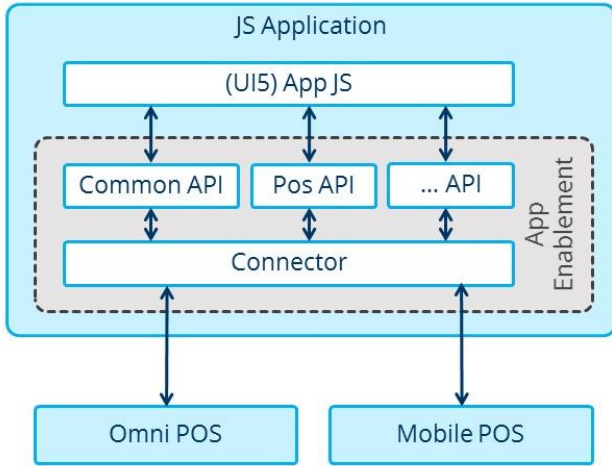 JS Application
(UI5) App JS
Common API
Pos API
... API
App
Enablement
Connector
Omni POS
Mobile POS